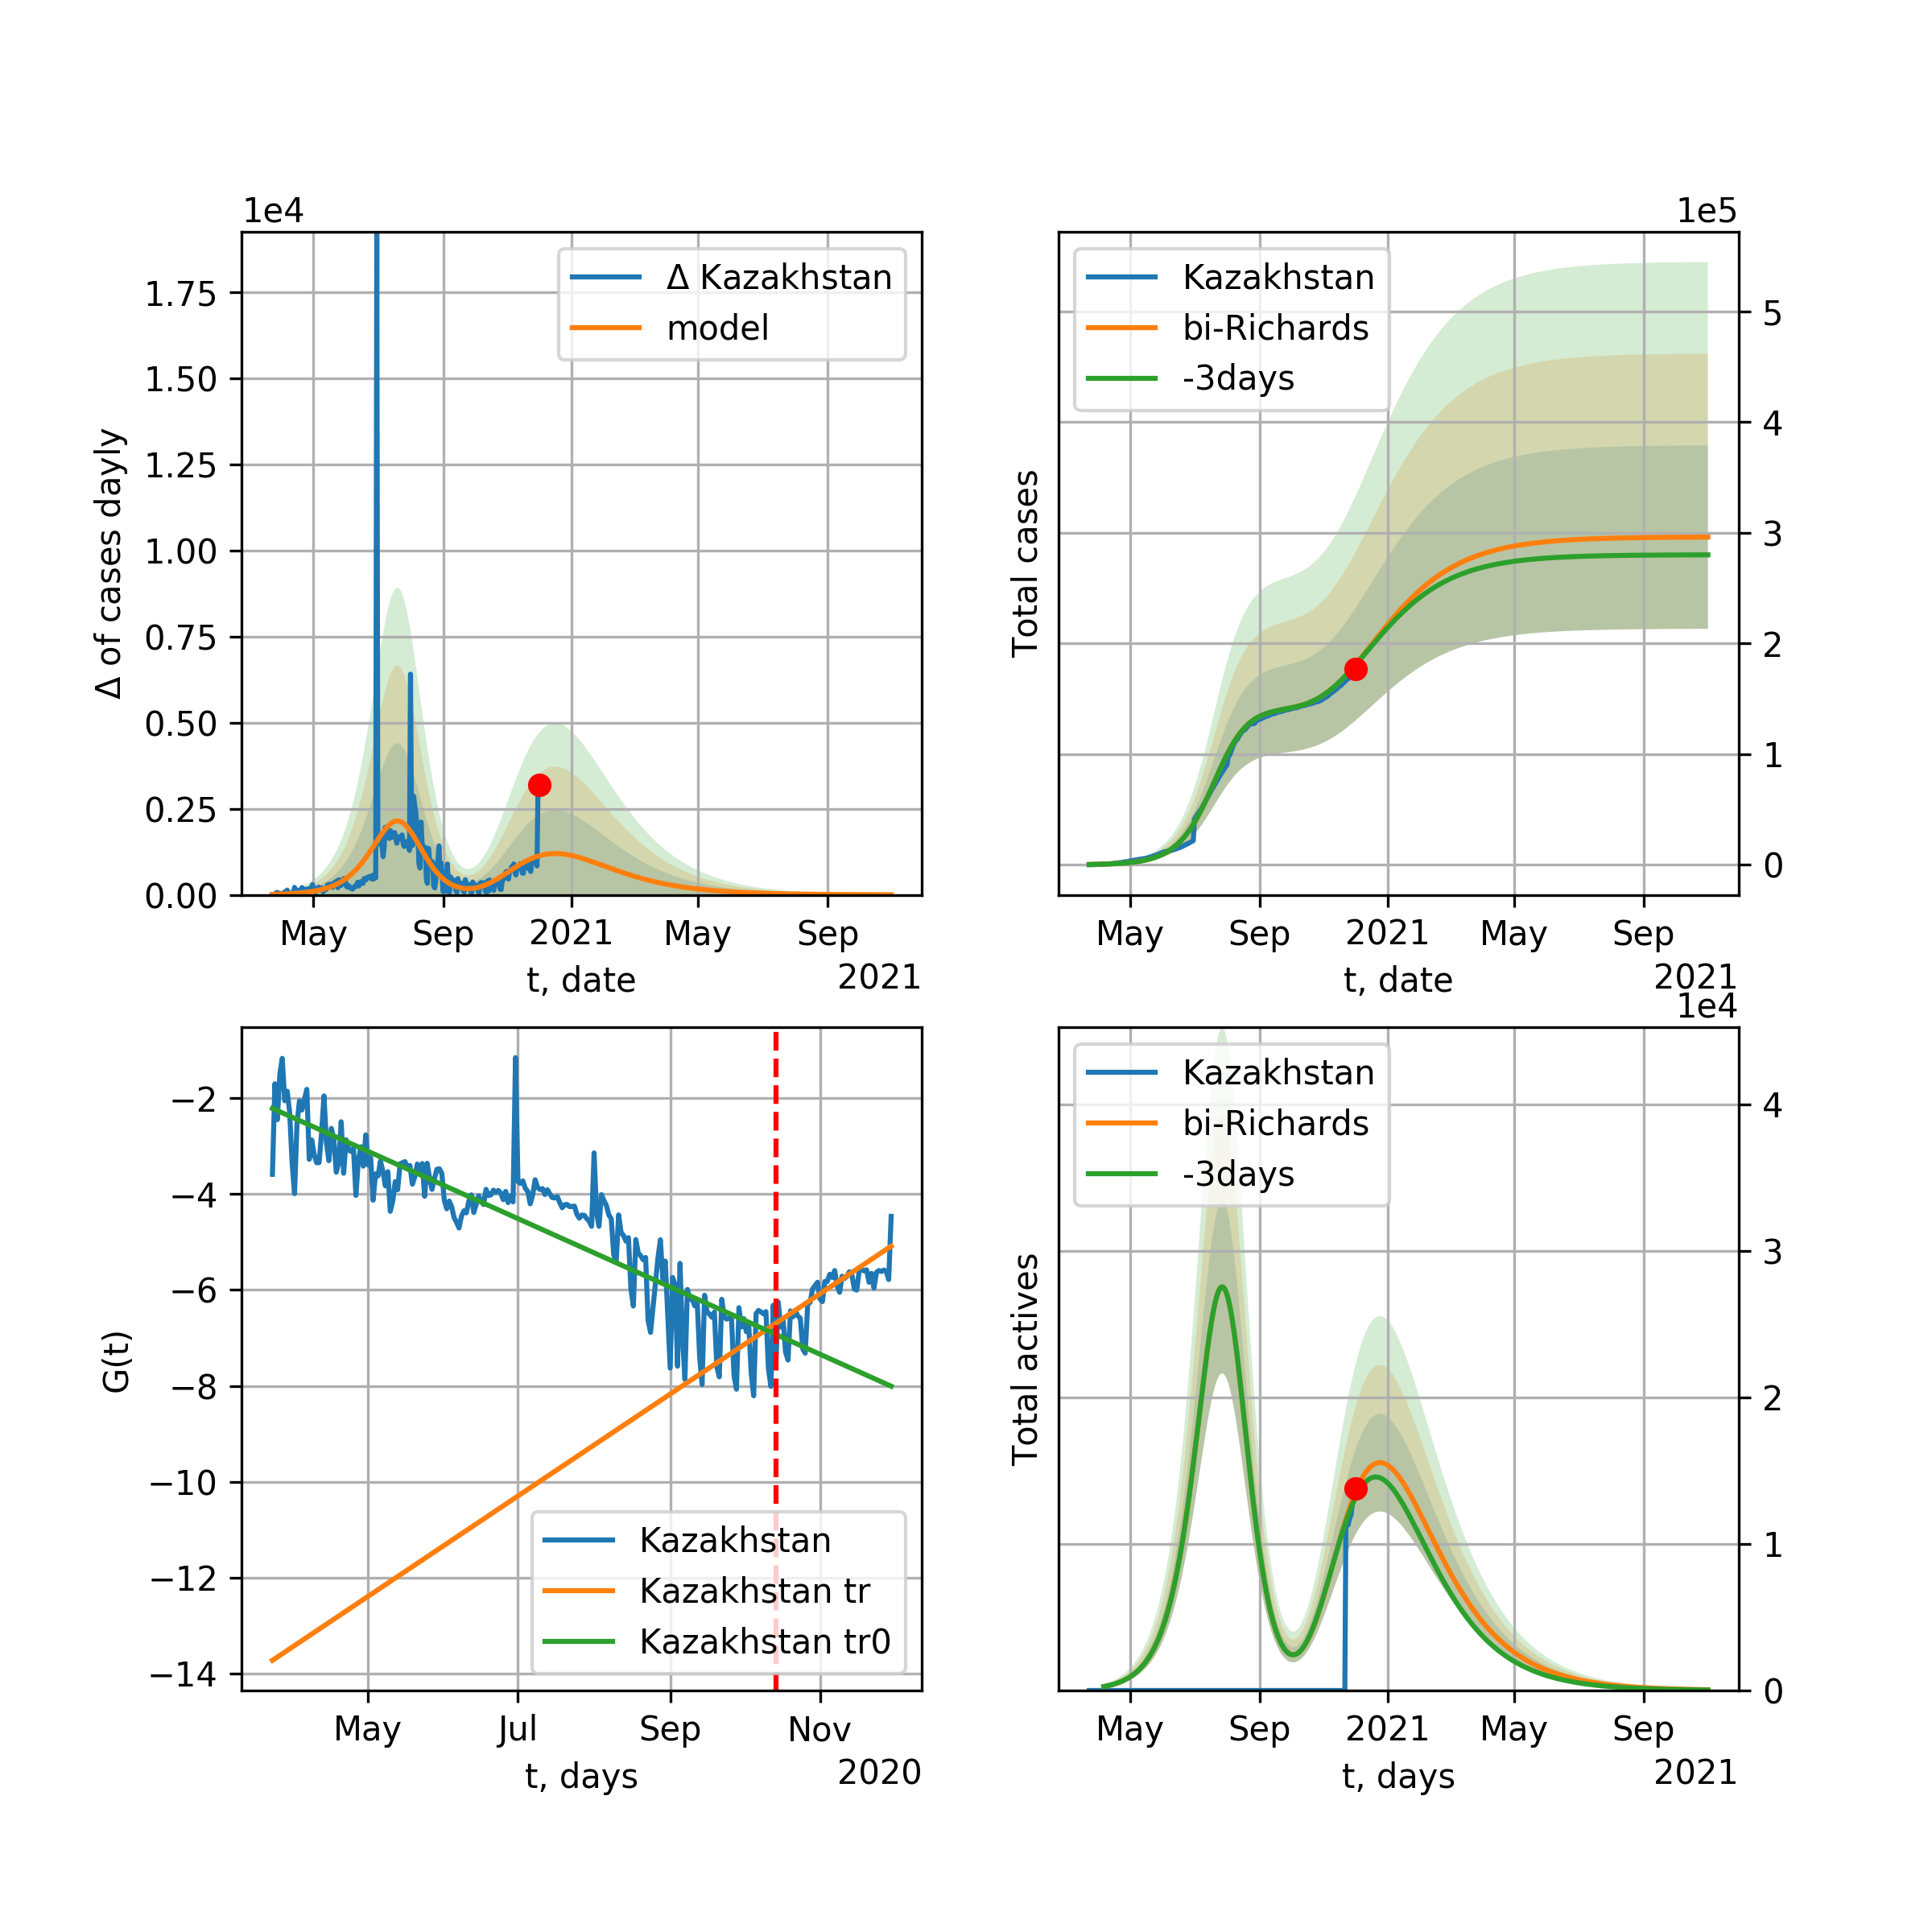 1e4
Δ of cases dayly
1.75
1.50
1.25
1.00
0.75
0.50
0.25
0.00
Δ Kazakhstan
model
May Sep 2021 May Sep
2021
t, date
1e5
Total cases
Kazakhstan
bi-Richards
-3days
5
4
3
2
1
0
May Sep 2021 May Sep
2021
t, date
G(t)
−2
−4
−6
−8
−10
−12
−14
Kazakhstan
Kazakhstan tr
Kazakhstan tr0
May Jul Sep Nov
2020
t, days
1e4
Total actives
Kazakhstan
bi-Richards
-3days
4
3
2
1
0
May Sep 2021 May Sep
2021
t, days